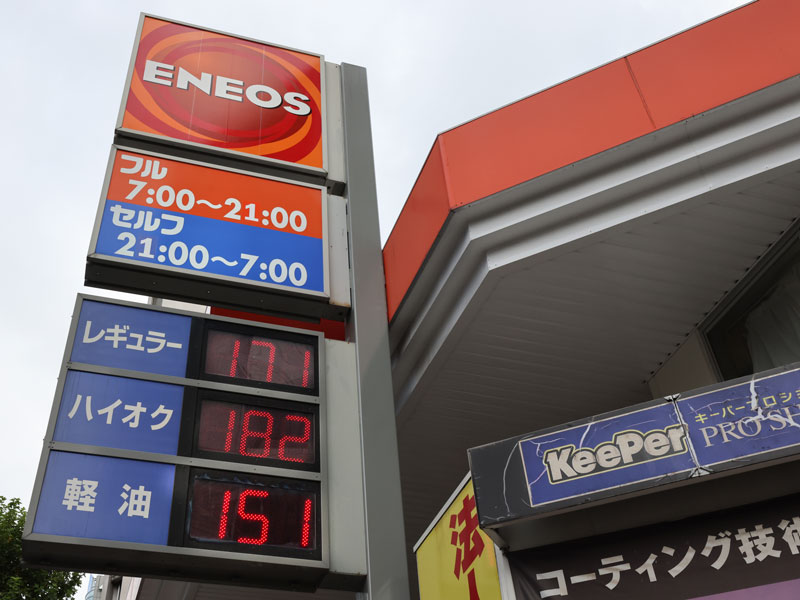 ENEOS
フル
7:00〜21:00
セルフ
21:00〜7:00
レギュラー 171
ハイオク 182
軽油 151
KeePer
キーパープロショ
PRO SH
法
コーティング技術